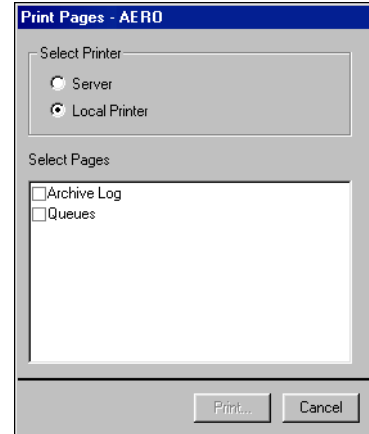 Print Pages - AERO
Select Printer
Server
Local Printer
Select Pages
Archive Log
Queues
Print... Cancel